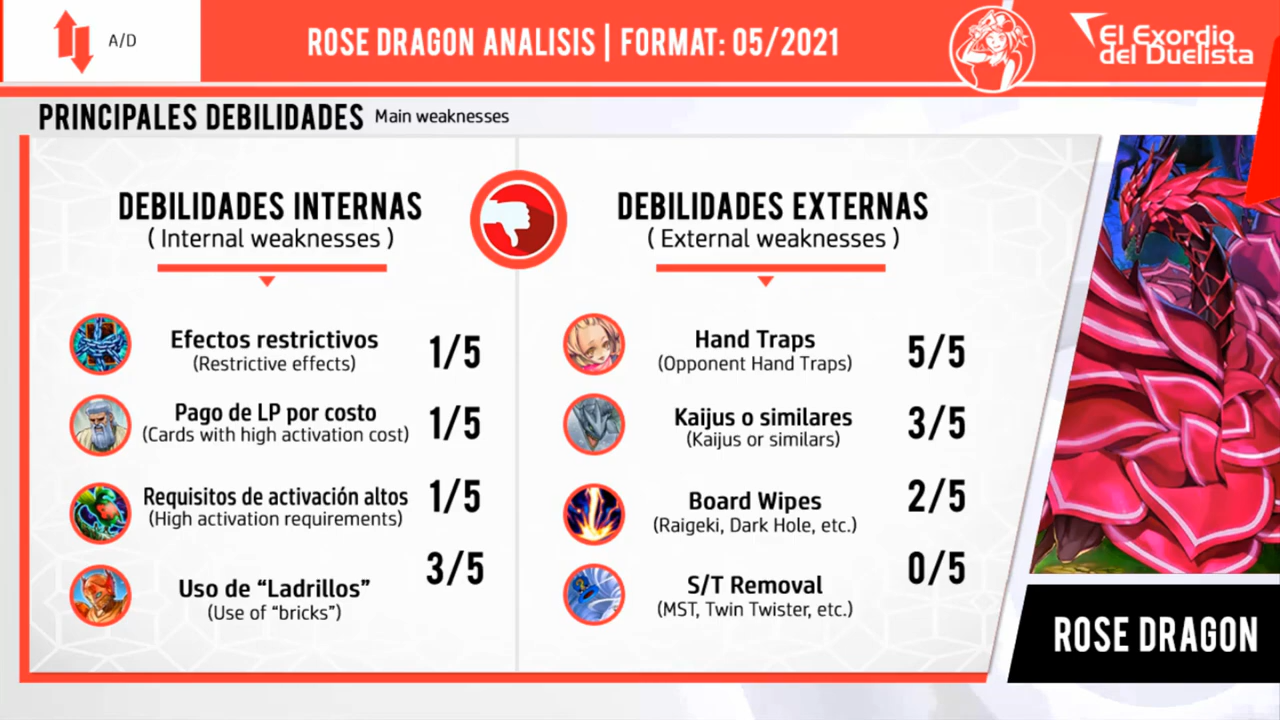 A/D
ROSE DRAGON ANALISIS | FORMAT: 05/2021
El Exordio
del Duelista
PRINCIPALES DEBILIDADES Main weaknesses
DEBILIDADES INTERNAS
( Internal weaknesses )
Efectos restrictivos
(Restrictive effects)
1/5
Pago de LP por costo
(Cards with high activation cost)
1/5
Requisitos de activación altos
(High activation requirements)
1/5
Uso de “Ladrillos”
(Use of “bricks”)
3/5
DEBILIDADES EXTERNAS
( External weaknesses )
Hand Traps
(Opponent Hand Traps)
5/5
Kaijus o similares
(Kaijus or similars)
3/5
Board Wipes
(Raigeki, Dark Hole, etc.)
2/5
S/T Removal
(MST, Twin Twister, etc.)
0/5
ROSE DRAGON